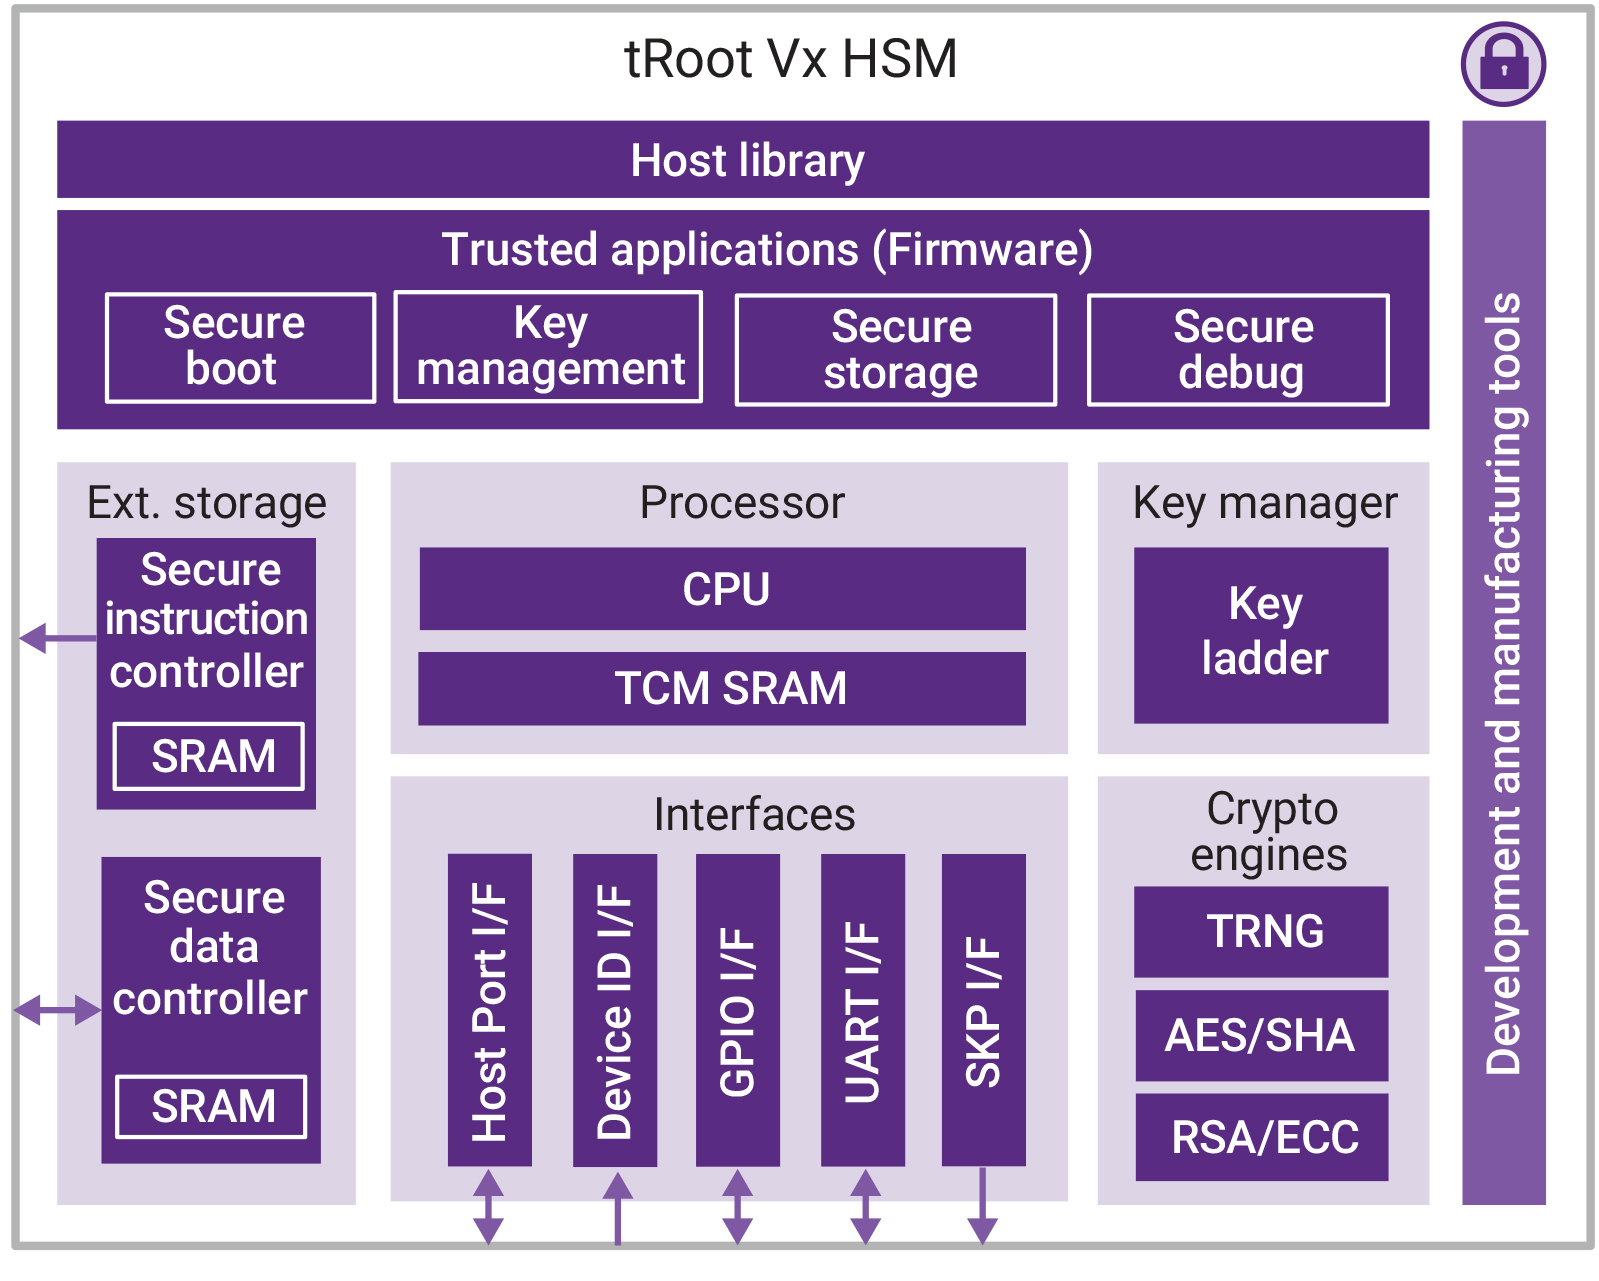 tRoot Vx HSM
Host library
Trusted applications (Firmware)
Secure
boot
Key
management
Secure
storage
Secure
debug
Ext. storage
Secure
instruction
controller
SRAM
Secure
data
controller
SRAM
Processor
CPU
TCM SRAM
Key manager
Key
ladder
Interfaces
Host Port I/F
Device ID I/F
GPIO I/F
UART I/F
SKP I/F
Crypto
engines
TRNG
AES/SHA
RSA/ECC
Development and manufacturing tools